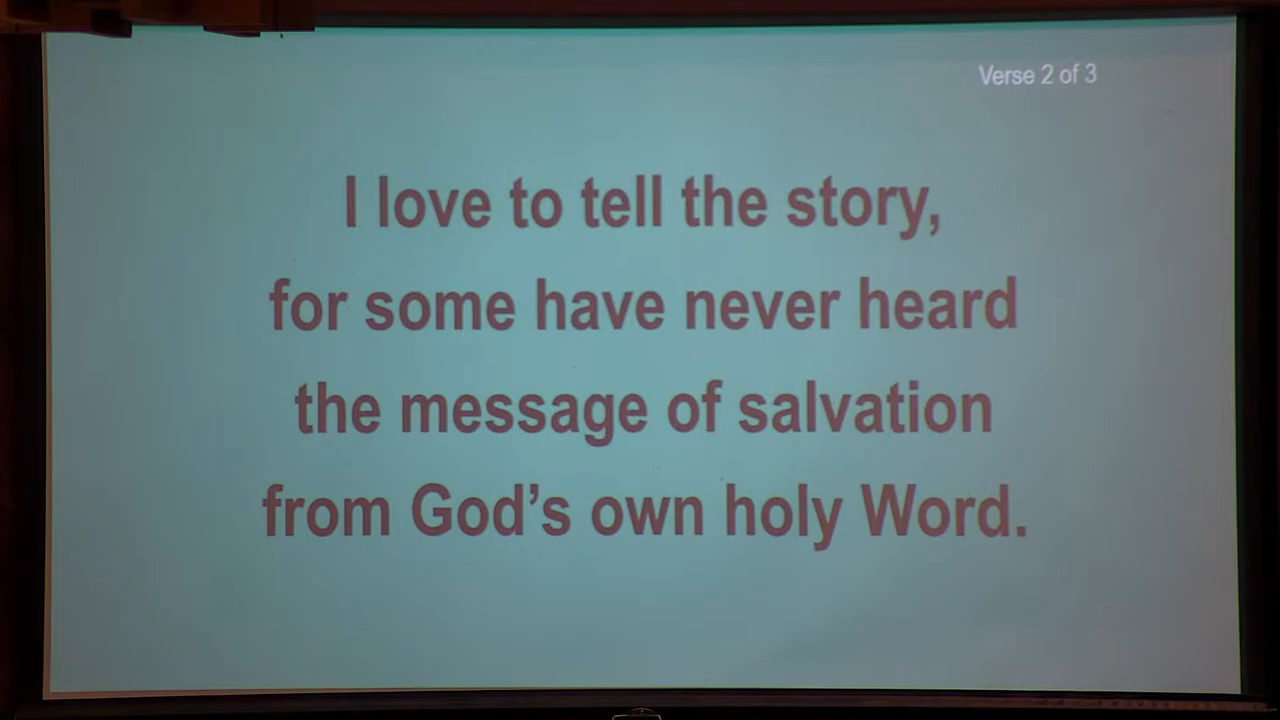 Verse 2 of 3
I love to tell the story,
for some have never heard
the message of salvation
from God’s own holy Word.